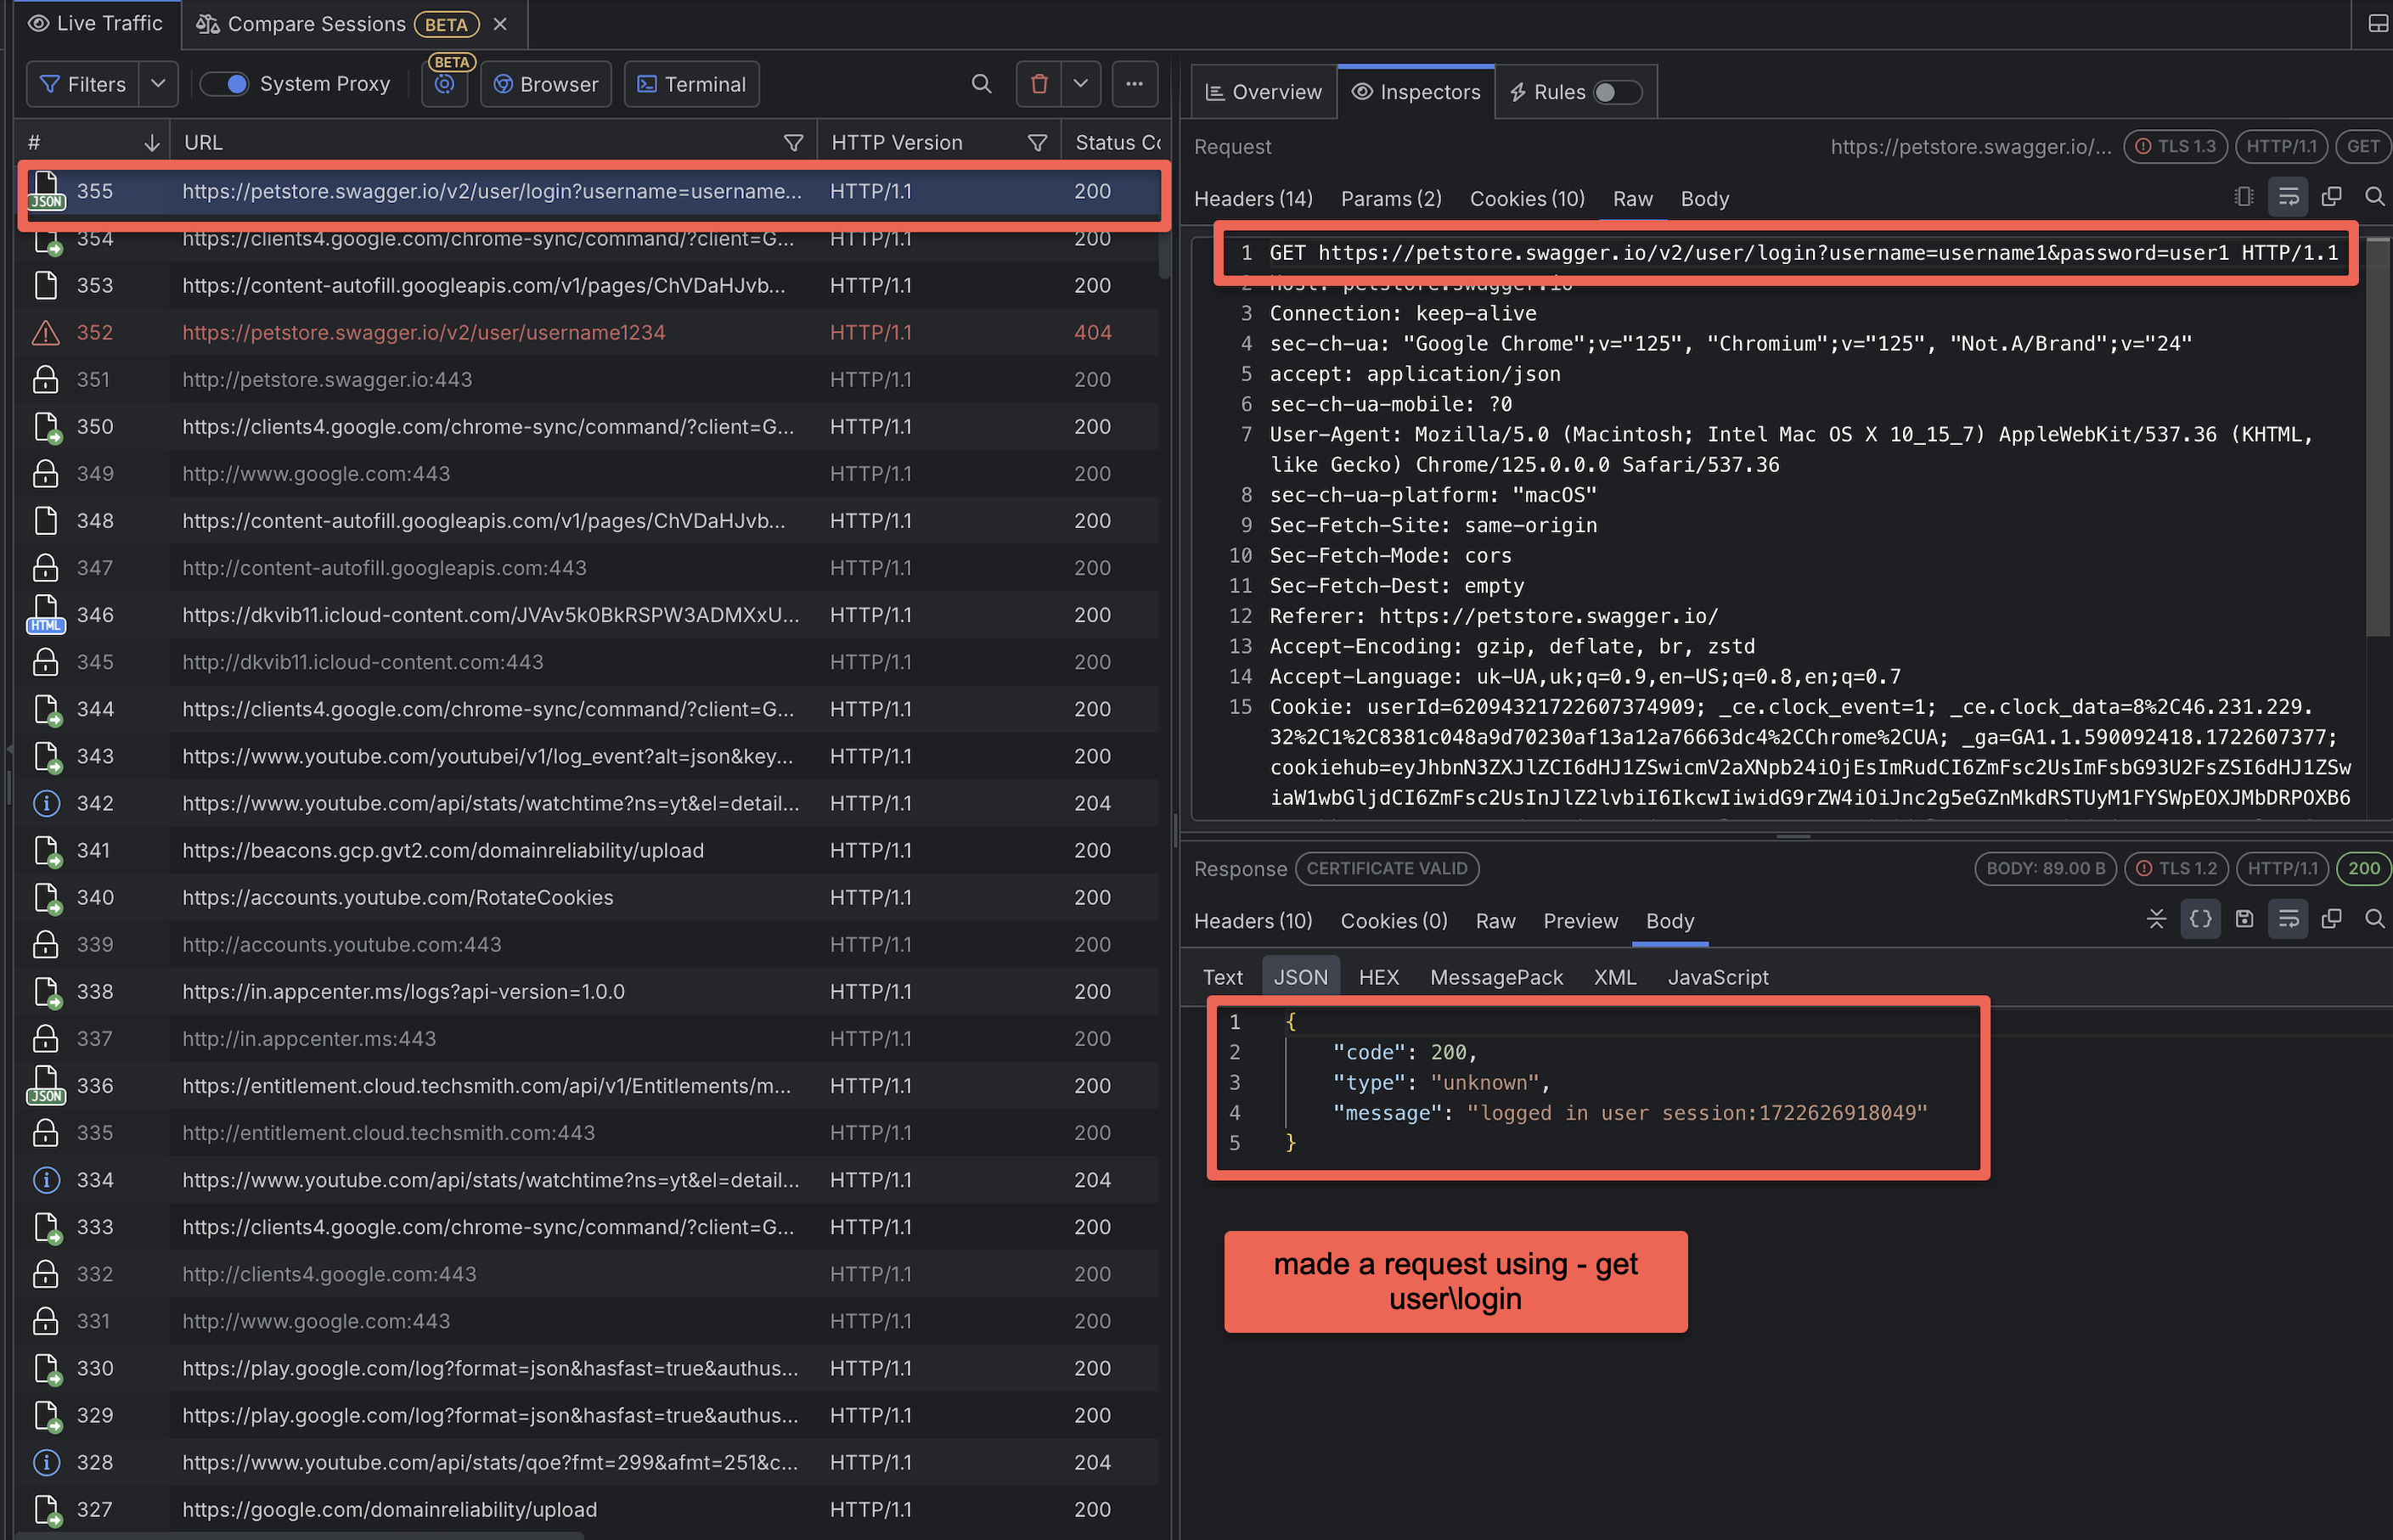 Live Traffic
Compare Sessions BETA
Filters
System Proxy
BETA
Browser
Terminal
# URL HTTP Version Status Co
JSON 355 https://petstore.swagger.io/v2/user/login?username=username... HTTP/1.1 200
354 https://clients4.google.com/chrome-sync/command/?client=G... HTTP/1.1 200
353 https://content-autofill.googleapis.com/v1/pages/ChVDaHJvb... HTTP/1.1 200
352 https://petstore.swagger.io/v2/user/username1234 HTTP/1.1 404
351 http://petstore.swagger.io:443 HTTP/1.1 200
350 https://clients4.google.com/chrome-sync/command/?client=G... HTTP/1.1 200
349 http://www.google.com:443 HTTP/1.1 200
348 https://content-autofill.googleapis.com/v1/pages/ChVDaHJvb... HTTP/1.1 200
347 http://content-autofill.googleapis.com:443 HTTP/1.1 200
HTML 346 https://dkvib11.icloud-content.com/JVAv5k0BkRSPW3ADMXxU... HTTP/1.1 200
345 http://dkvib11.icloud-content.com:443 HTTP/1.1 200
344 https://clients4.google.com/chrome-sync/command/?client=G... HTTP/1.1 200
343 https://www.youtube.com/youtubei/v1/log_event?alt=json&key... HTTP/1.1 200
342 https://www.youtube.com/api/stats/watchtime?ns=yt&el=detail... HTTP/1.1 204
341 https://beacons.gcp.gvt2.com/domainreliability/upload HTTP/1.1 200
340 https://accounts.youtube.com/RotateCookies HTTP/1.1 200
339 http://accounts.youtube.com:443 HTTP/1.1 200
338 https://in.appcenter.ms/logs?api-version=1.0.0 HTTP/1.1 200
337 http://in.appcenter.ms:443 HTTP/1.1 200
JSON 336 https://entitlement.cloud.techsmith.com/api/v1/Entitlements/m... HTTP/1.1 200
335 http://entitlement.cloud.techsmith.com:443 HTTP/1.1 200
334 https://www.youtube.com/api/stats/watchtime?ns=yt&el=detail... HTTP/1.1 204
333 https://clients4.google.com/chrome-sync/command/?client=G... HTTP/1.1 200
332 http://clients4.google.com:443 HTTP/1.1 200
331 http://www.google.com:443 HTTP/1.1 200
330 https://play.google.com/log?format=json&hasfast=true&authus... HTTP/1.1 200
329 https://play.google.com/log?format=json&hasfast=true&authus... HTTP/1.1 200
328 https://www.youtube.com/api/stats/qoe?fmt=299&afmt=251&c... HTTP/1.1 204
327 https://google.com/domainreliability/upload HTTP/1.1 200
Overview
Inspectors
Rules
Request https://petstore.swagger.io/... TLS 1.3 HTTP/1.1 GET
Headers (14) Params (2) Cookies (10) Raw Body
1 GET https://petstore.swagger.io/v2/user/login?username=username1&password=user1 HTTP/1.1
2 Host: petstore.swagger.io
3 Connection: keep-alive
4 sec-ch-ua: "Google Chrome";v="125", "Chromium";v="125", "Not.A/Brand";v="24"
5 accept: application/json
6 sec-ch-ua-mobile: ?0
7 User-Agent: Mozilla/5.0 (Macintosh; Intel Mac OS X 10_15_7) AppleWebKit/537.36 (KHTML,
like Gecko) Chrome/125.0.0.0 Safari/537.36
8 sec-ch-ua-platform: "macOS"
9 Sec-Fetch-Site: same-origin
10 Sec-Fetch-Mode: cors
11 Sec-Fetch-Dest: empty
12 Referer: https://petstore.swagger.io/
13 Accept-Encoding: gzip, deflate, br, zstd
14 Accept-Language: uk-UA,uk;q=0.9,en-US;q=0.8,en;q=0.7
15 Cookie: userId=62094321722607374909; _ce.clock_event=1; _ce.clock_data=8%2C46.231.229.
32%2C1%2C8381c048a9d70230af13a12a76663dc4%2CChrome%2CUA; _ga=GA1.1.590092418.1722607377;
cookiehub=eyJhbnN3ZXJlZCI6dHJ1ZSwicmV2aXNpb24iOjEsImRudCI6ZmFsc2UsImFsbG93U2FsZSI6dHJ1ZSw
iaW1wbGljdCI6ZmFsc2UsInJlZ2lvbiI6IkcwIiwidG9rZW4iOiJnc2g5eGZnMkdRSTUyM1FYSWpEOXJMbDRPOXB6
Response CERTIFICATE VALID BODY: 89.00 B TLS 1.2 HTTP/1.1 200
Headers (10) Cookies (0) Raw Preview Body
Text JSON HEX MessagePack XML JavaScript
1 {
2 "code": 200,
3 "type": "unknown",
4 "message": "logged in user session:1722626918049"
5 }
made a request using - get
user\login